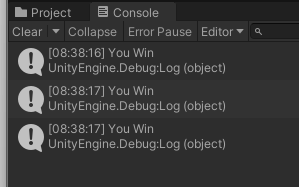 Project Console
Clear Collapse Error Pause Editor
[08:38:16] You Win
UnityEngine.Debug:Log (object)
[08:38:17] You Win
UnityEngine.Debug:Log (object)
[08:38:17] You Win
UnityEngine.Debug:Log (object)